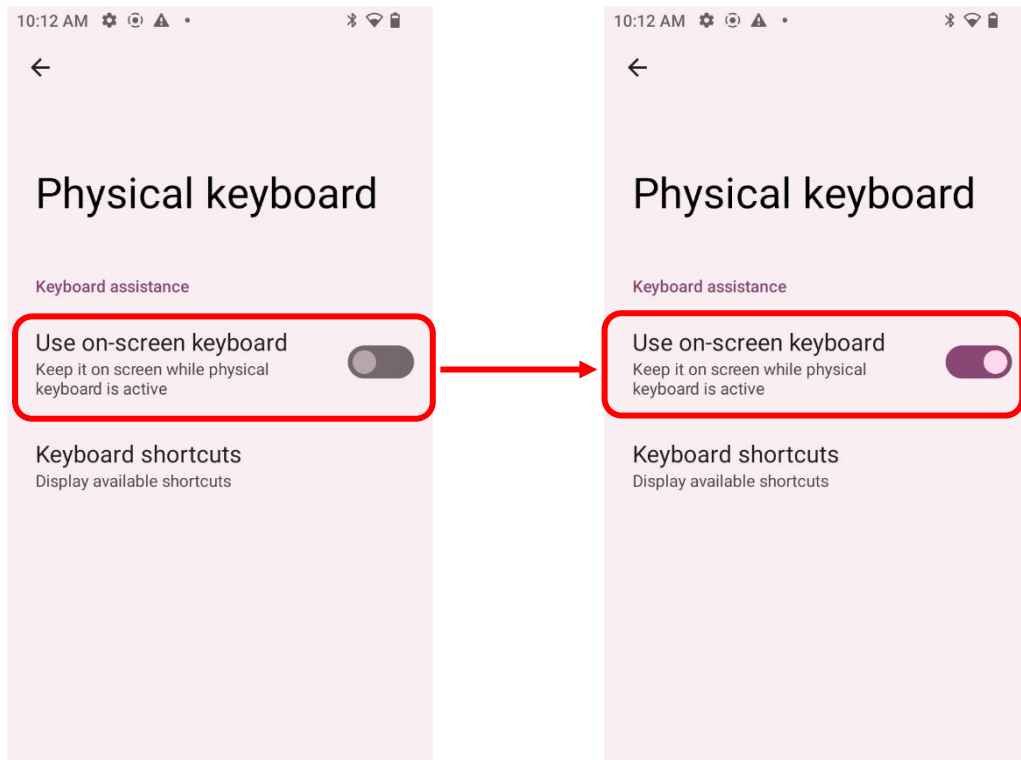 10:12 AM
Physical keyboard
Keyboard assistance
Use on-screen keyboard
Keep it on screen while physical
keyboard is active
Keyboard shortcuts
Display available shortcuts
10:12 AM
Physical keyboard
Keyboard assistance
Use on-screen keyboard
Keep it on screen while physical
keyboard is active
Keyboard shortcuts
Display available shortcuts